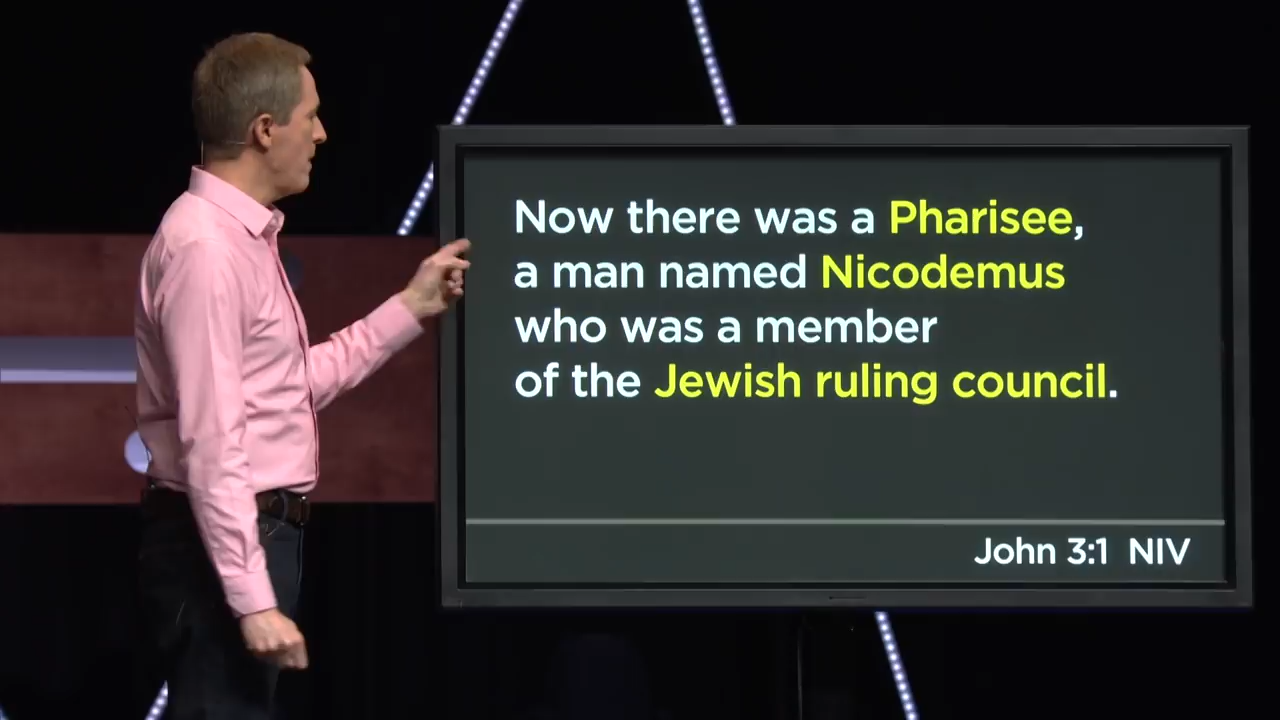 Now there was a Pharisee,
a man named Nicodemus
who was a member
of the Jewish ruling council.
John 3:1 NIV